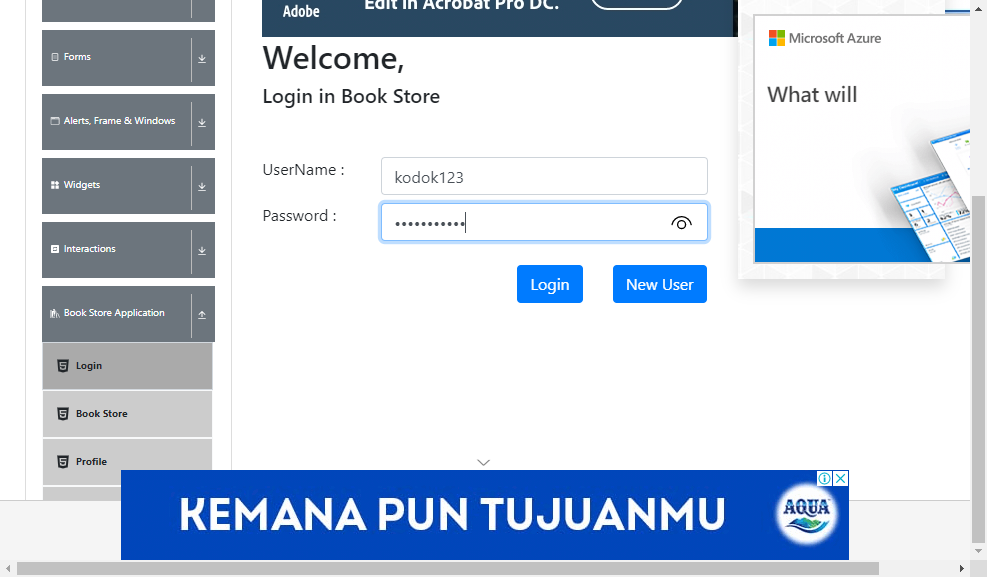 Adobe
Edit in Acrobat Pro DC.
Forms
Alerts, Frame & Windows
Widgets
Interactions
Book Store Application
Login
Book Store
Profile
Welcome,
Login in Book Store
UserName :
kodok123
Password :
•••••••••••
Login
New User
Microsoft Azure
What will
KEMANA PUN TUJUANMU
AQUA